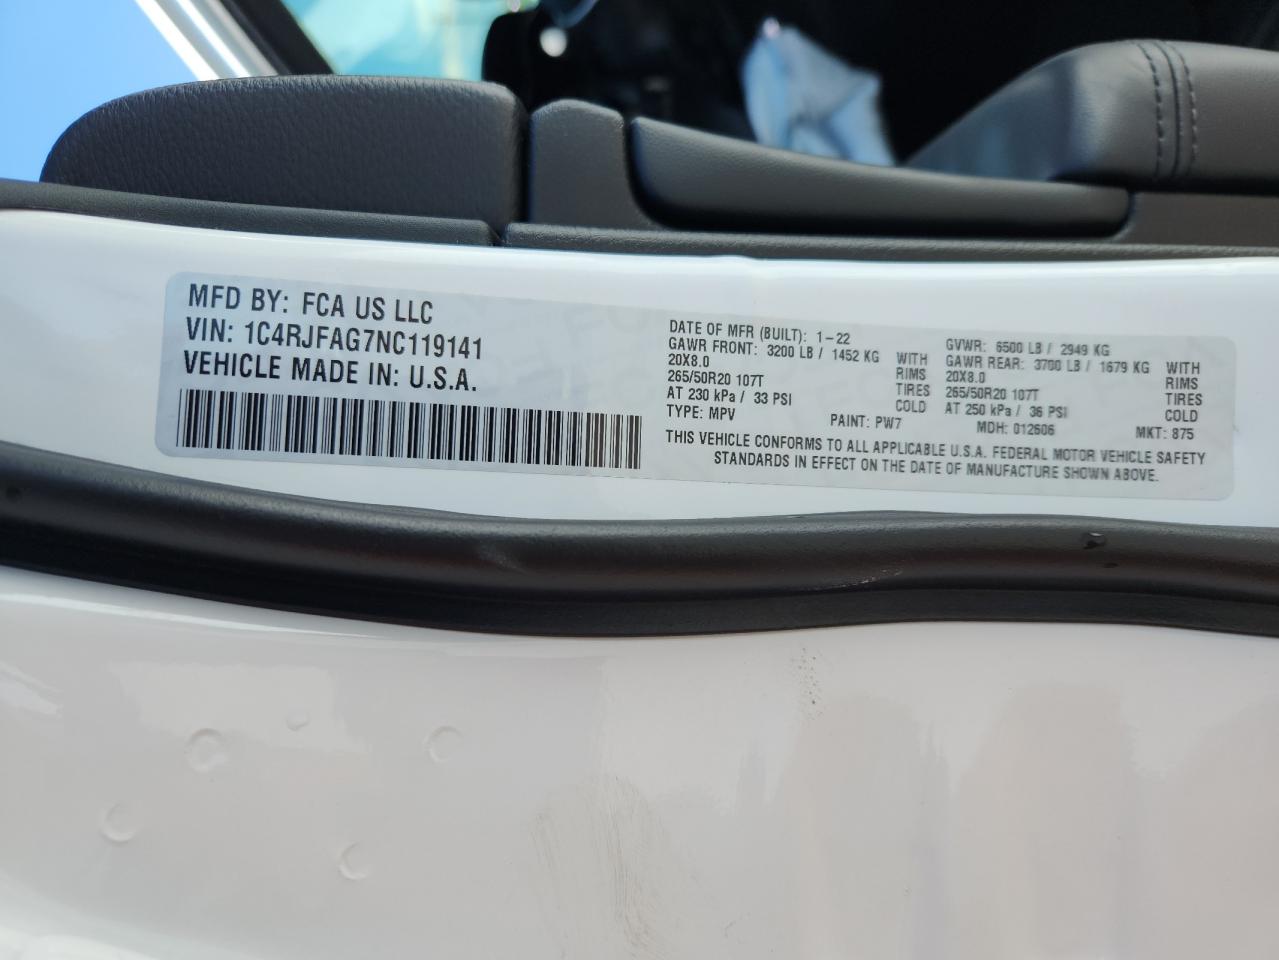 MFD BY: FCA US LLC
VIN: 1C4RJFAG7NC119141
VEHICLE MADE IN: U.S.A.
DATE OF MFR (BUILT): 1-22
GAWR FRONT: 3200 LB / 1452 KG WITH
20X8.0 RIMS
265/50R20 107T TIRES
AT 230 kPa / 33 PSI COLD
TYPE: MPV PAINT: PW7
GVWR: 6500 LB / 2949 KG
GAWR REAR: 3700 LB / 1679 KG WITH
20X8.0 RIMS
265/50R20 107T TIRES
AT 250 kPa / 36 PSI COLD
MDH: 012606 MKT: 875
THIS VEHICLE CONFORMS TO ALL APPLICABLE U.S.A. FEDERAL MOTOR VEHICLE SAFETY
STANDARDS IN EFFECT ON THE DATE OF MANUFACTURE SHOWN ABOVE.